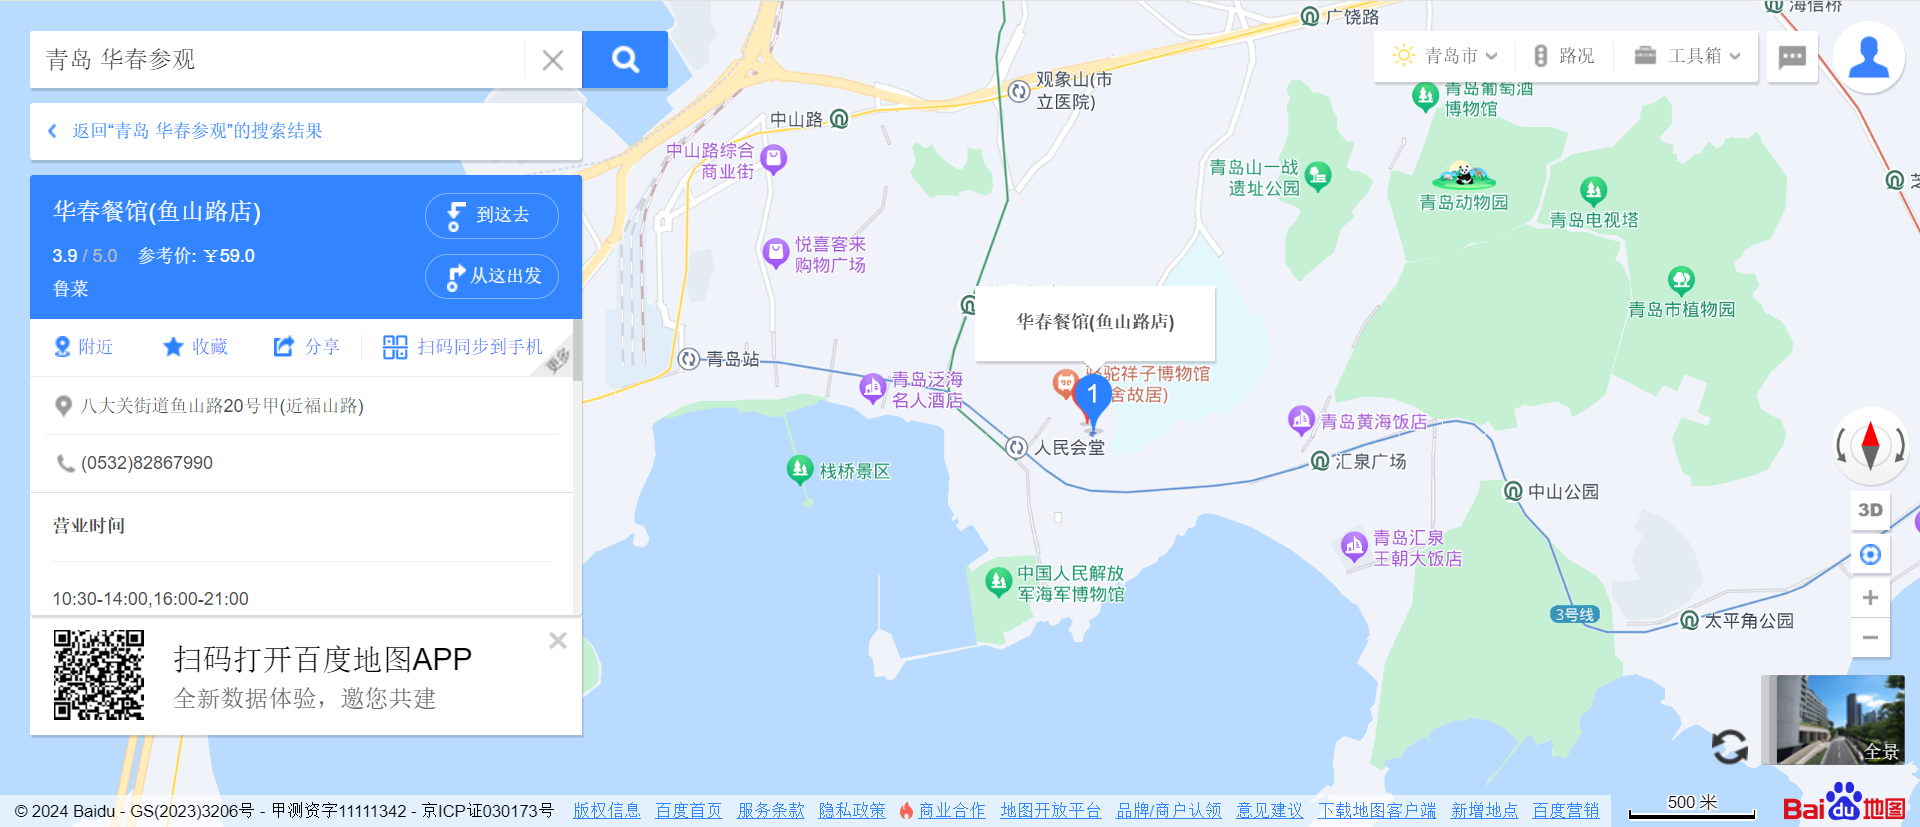 青岛 华春参观
返回“青岛 华春参观”的搜索结果
华春餐馆(鱼山路店)
到这去
3.9 / 5.0 参考价: ￥59.0
从这出发
鲁菜
附近
收藏
分享
扫码同步到手机
更多
八大关街道鱼山路20号甲(近福山路)
(0532)82867990
营业时间
10:30-14:00,16:00-21:00
扫码打开百度地图APP
全新数据体验，邀您共建
广饶路
海信桥
青岛市
路况
工具箱
观象山(市
立医院)
青岛葡萄酒
博物馆
中山路
中山路综合
商业街
青岛山一战
遗址公园
青岛动物园
青岛电视塔
悦喜客来
购物广场
青岛市植物园
华春餐馆(鱼山路店)
青岛站
骆驼祥子博物馆
舍故居)
1
青岛泛海
名人酒店
青岛黄海饭店
人民会堂
汇泉广场
栈桥景区
中山公园
3D
青岛汇泉
王朝大饭店
中国人民解放
军海军博物馆
3号线
太平角公园
全景
© 2024 Baidu - GS(2023)3206号 - 甲测资字11111342 - 京ICP证030173号
版权信息
百度首页
服务条款
隐私政策
商业合作
地图开放平台
品牌/商户认领
意见建议
下载地图客户端
新增地点
百度营销
500 米
Bai du 地图